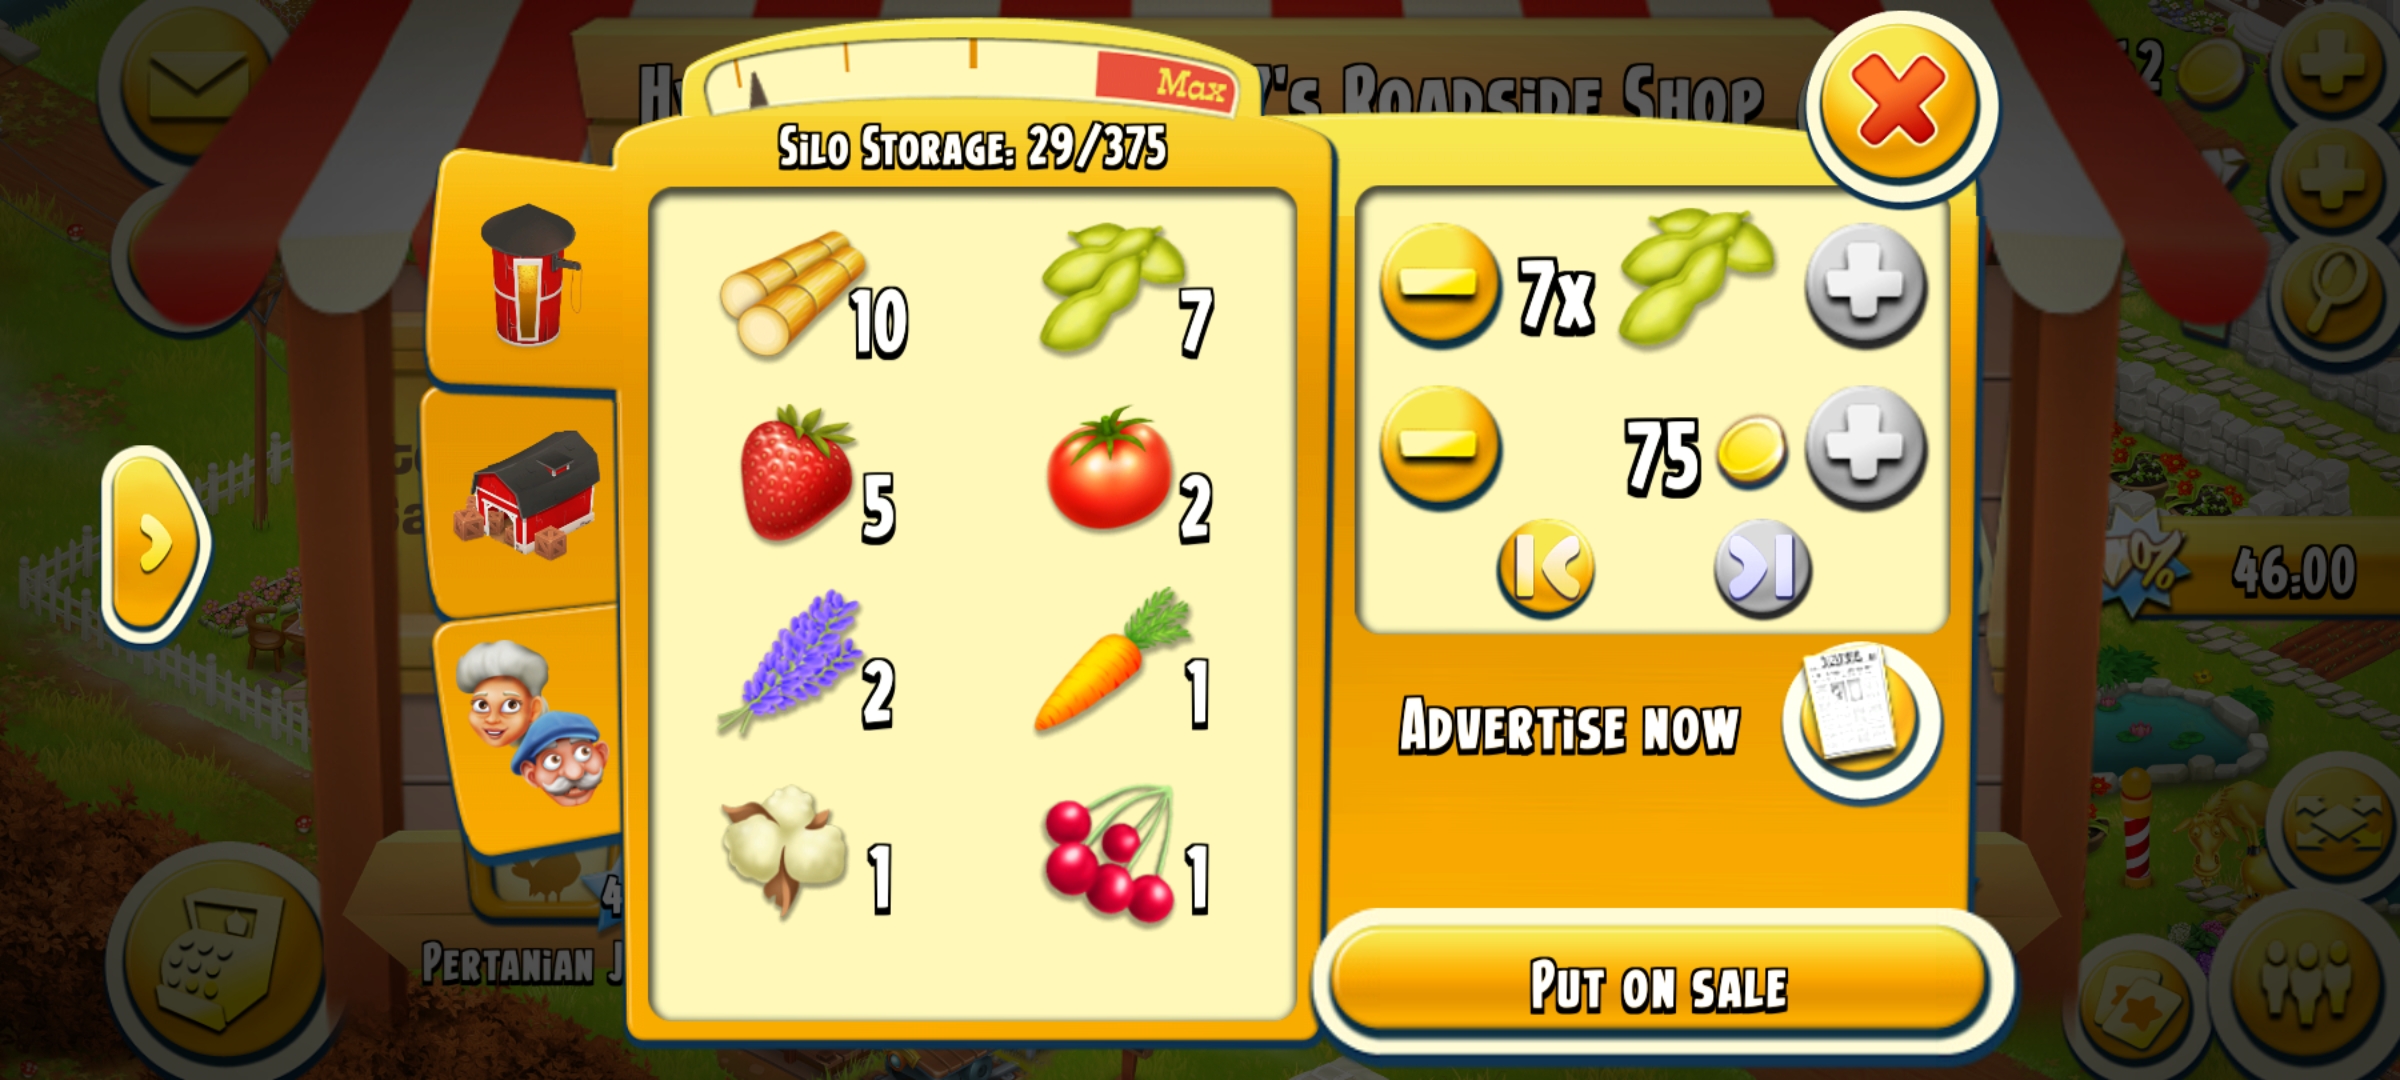 Max
's Roadside Shop
Silo Storage: 29/375
10
7
7x
5
2
75
2
1
46:00
Advertise now
1
1
Pertanian
Put on sale